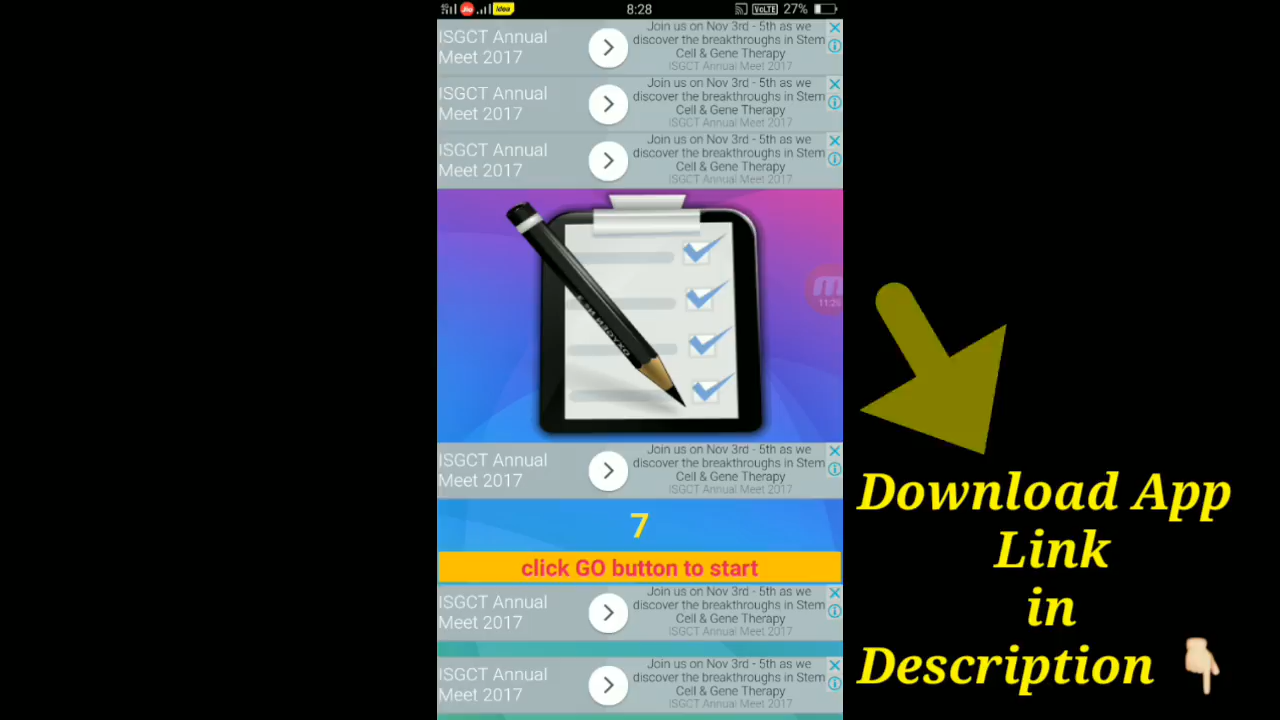 4G Jio idea 8:28 VoLTE 27%
ISGCT Annual
Meet 2017
Join us on Nov 3rd - 5th as we
discover the breakthroughs in Stem
Cell & Gene Therapy
ISGCT Annual Meet 2017
ISGCT Annual
Meet 2017
Join us on Nov 3rd - 5th as we
discover the breakthroughs in Stem
Cell & Gene Therapy
ISGCT Annual Meet 2017
ISGCT Annual
Meet 2017
Join us on Nov 3rd - 5th as we
discover the breakthroughs in Stem
Cell & Gene Therapy
ISGCT Annual Meet 2017
ISGCT Annual
Meet 2017
Join us on Nov 3rd - 5th as we
discover the breakthroughs in Stem
Cell & Gene Therapy
ISGCT Annual Meet 2017
7
click GO button to start
ISGCT Annual
Meet 2017
Join us on Nov 3rd - 5th as we
discover the breakthroughs in Stem
Cell & Gene Therapy
ISGCT Annual Meet 2017
ISGCT Annual
Meet 2017
Join us on Nov 3rd - 5th as we
discover the breakthroughs in Stem
Cell & Gene Therapy
ISGCT Annual Meet 2017
Download App
Link
in
Description